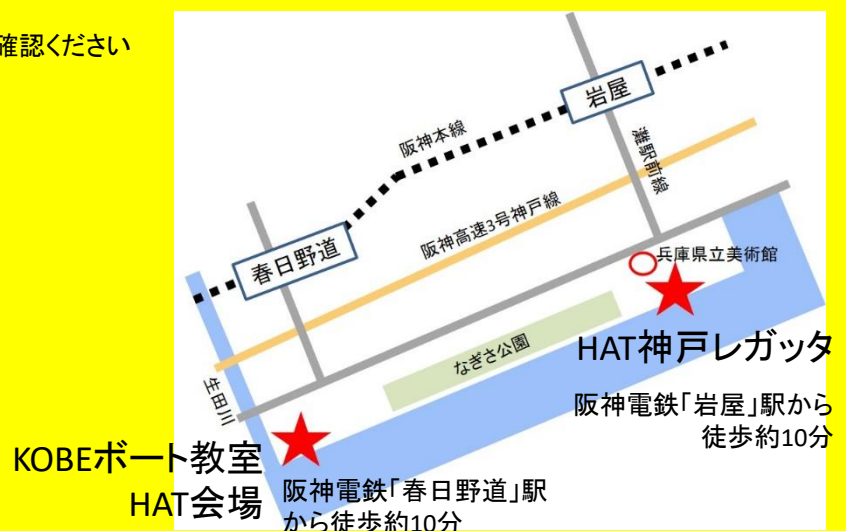 確認ください
岩屋
阪神本線
灘駅前線
阪神高速3号神戸線
春日野道
兵庫県立美術館
HAT神戸レガッタ
なぎさ公園
生田川
阪神電鉄「岩屋」駅から
徒歩約10分
KOBEボート教室
HAT会場
阪神電鉄「春日野道」駅
から徒歩約10分